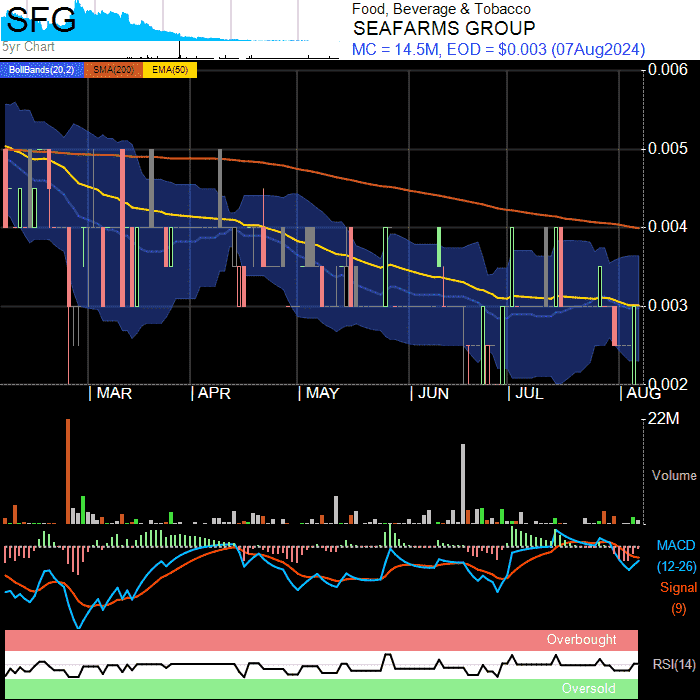 SFG
5yr Chart
Food, Beverage & Tobacco
SEAFARMS GROUP
MC = 14.5M, EOD = $0.003 (07Aug2024)
BollBands(20,2) SMA(200) EMA(50)
0.006
0.005
0.004
0.003
0.002
MAR APR MAY JUN JUL AUG
22M
Volume
MACD
(12-26)
Signal
(9)
Overbought
RSI(14)
Oversold